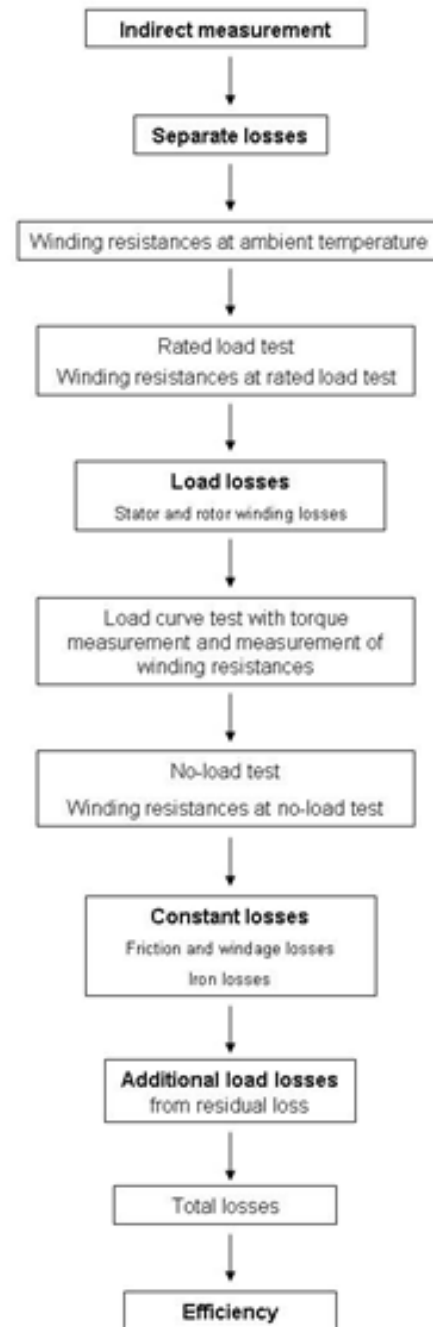 Indirect measurement
Separate losses
Winding resistances at ambient temperature
Rated load test
Winding resistances at rated load test
Load losses
Stator and rotor winding losses
Load curve test with torque
measurement and measurement of
winding resistances
No-load test
Winding resistances at no-load test
Constant losses
Friction and windage losses
Iron losses
Additional load losses
from residual loss
Total losses
Efficiency